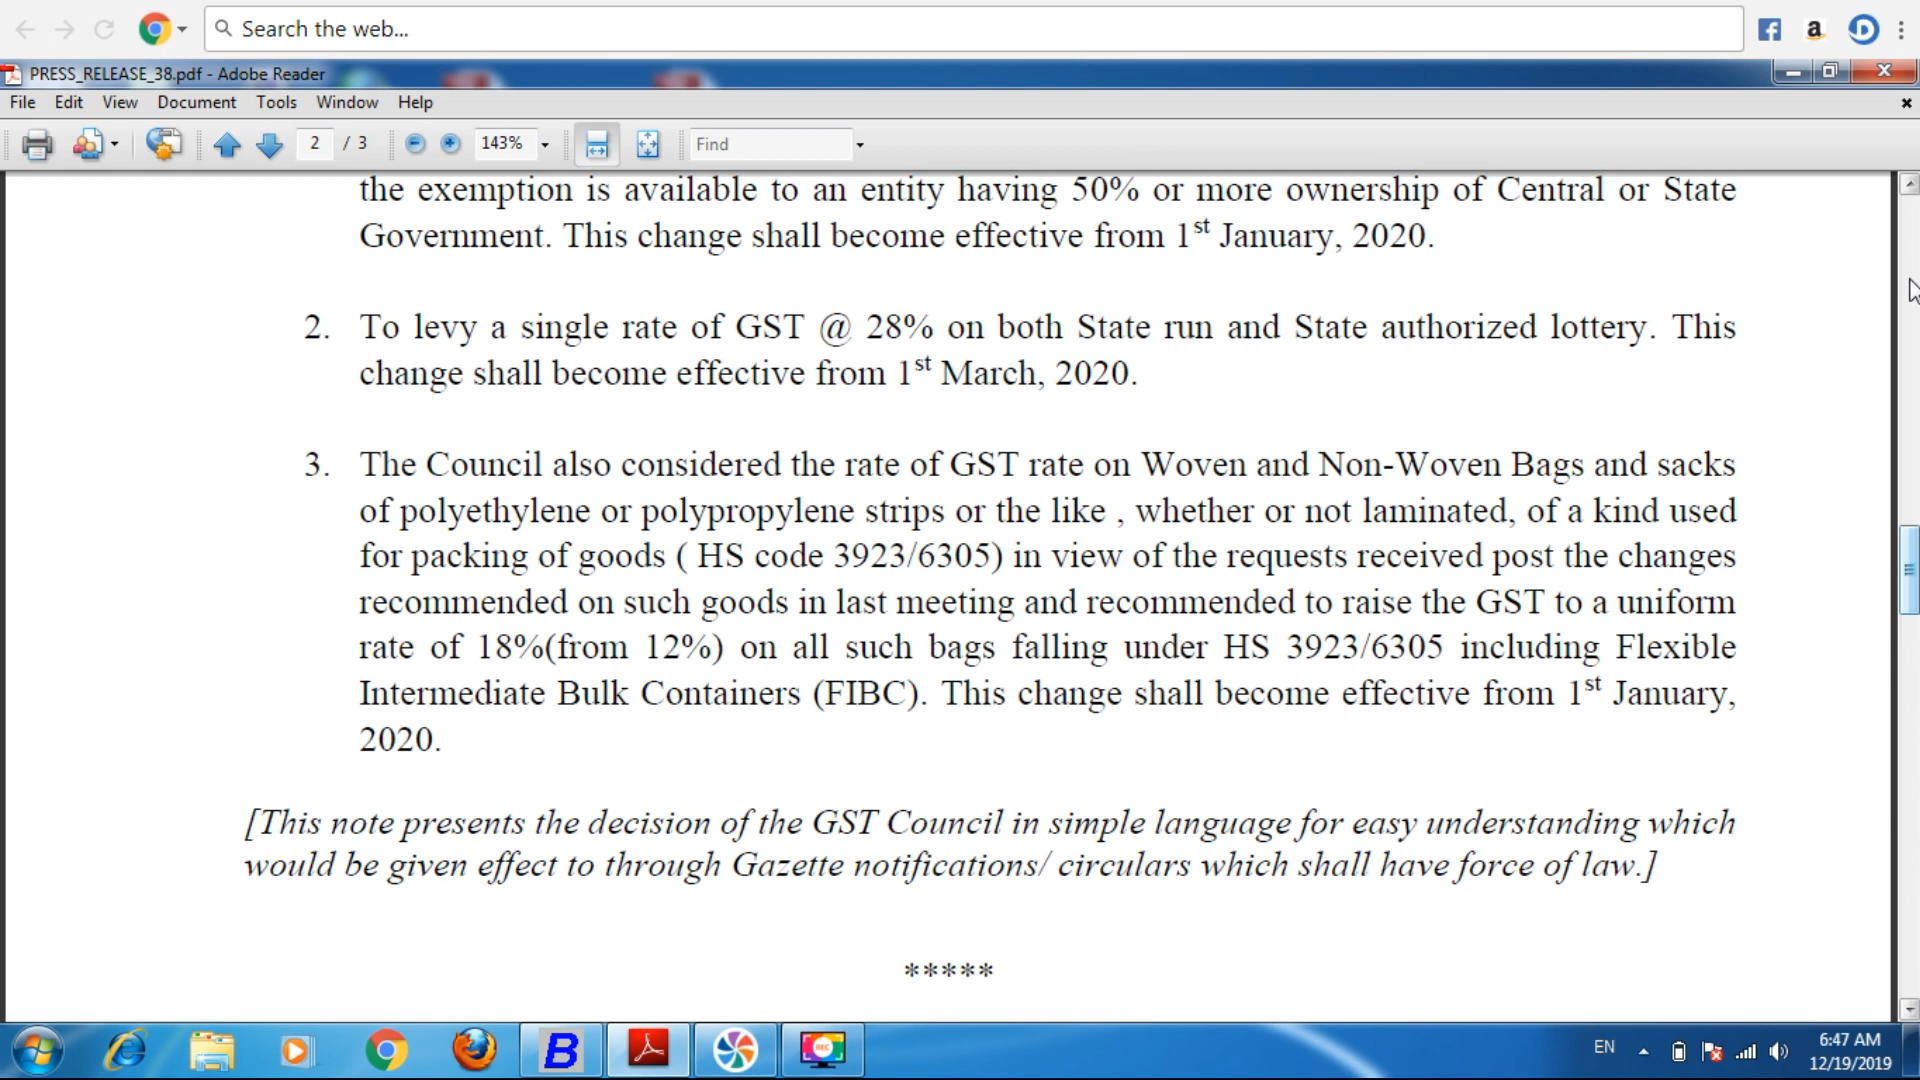 Search the web...
PRESS_RELEASE_38.pdf - Adobe Reader
File Edit View Document Tools Window Help
2 / 3 143% Find
the exemption is available to an entity having 50% or more ownership of Central or State
Government. This change shall become effective from 1st January, 2020.
2. To levy a single rate of GST @ 28% on both State run and State authorized lottery. This
change shall become effective from 1st March, 2020.
3. The Council also considered the rate of GST rate on Woven and Non-Woven Bags and sacks
of polyethylene or polypropylene strips or the like , whether or not laminated, of a kind used
for packing of goods ( HS code 3923/6305) in view of the requests received post the changes
recommended on such goods in last meeting and recommended to raise the GST to a uniform
rate of 18%(from 12%) on all such bags falling under HS 3923/6305 including Flexible
Intermediate Bulk Containers (FIBC). This change shall become effective from 1st January,
2020.
[This note presents the decision of the GST Council in simple language for easy understanding which
would be given effect to through Gazette notifications/ circulars which shall have force of law.]
*****
EN
6:47 AM
12/19/2019